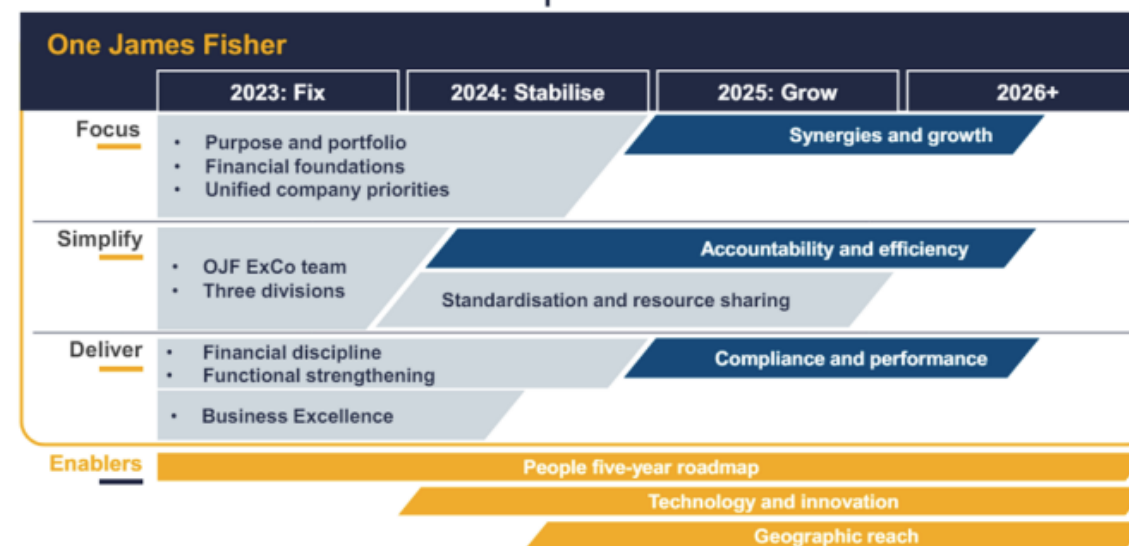 One James Fisher
2023: Fix
2024: Stabilise
2025: Grow
2026+
Focus
• Purpose and portfolio
• Financial foundations
• Unified company priorities
Synergies and growth
Simplify
• OJF ExCo team
• Three divisions
Accountability and efficiency
Standardisation and resource sharing
Deliver
• Financial discipline
• Functional strengthening
• Business Excellence
Compliance and performance
Enablers
People five-year roadmap
Technology and innovation
Geographic reach